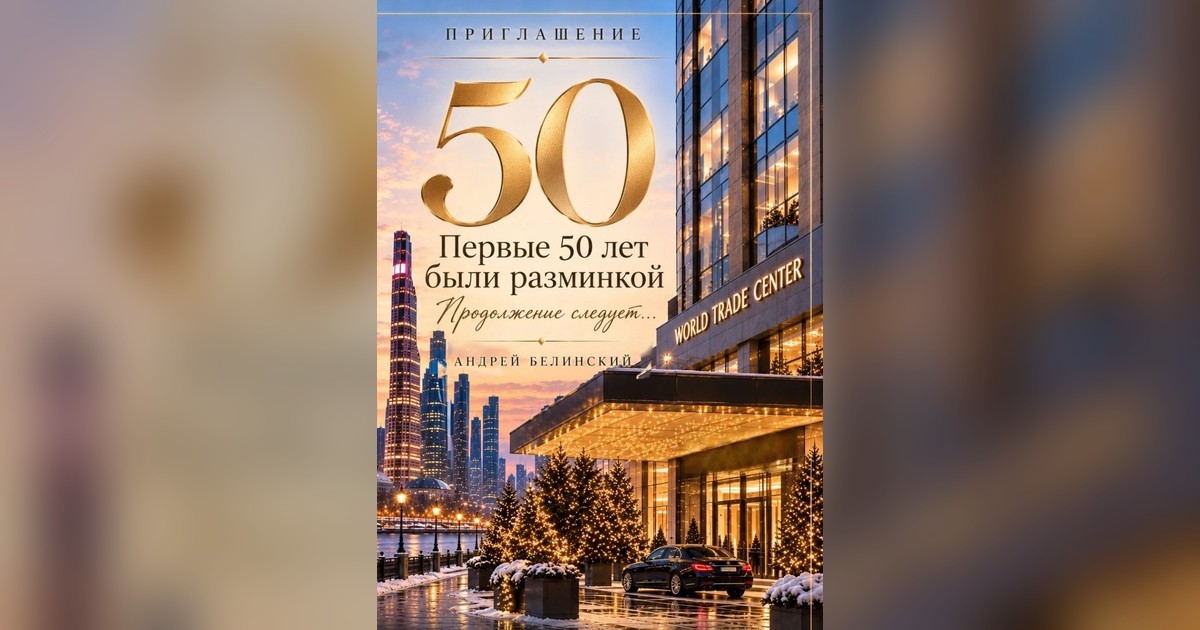 ПРИГЛАШЕНИЕ
50
Первые 50 лет
были разминкой
Продолжение следует...
АНДРЕЙ БЕЛИНСКИЙ
WORLD TRADE CENTER